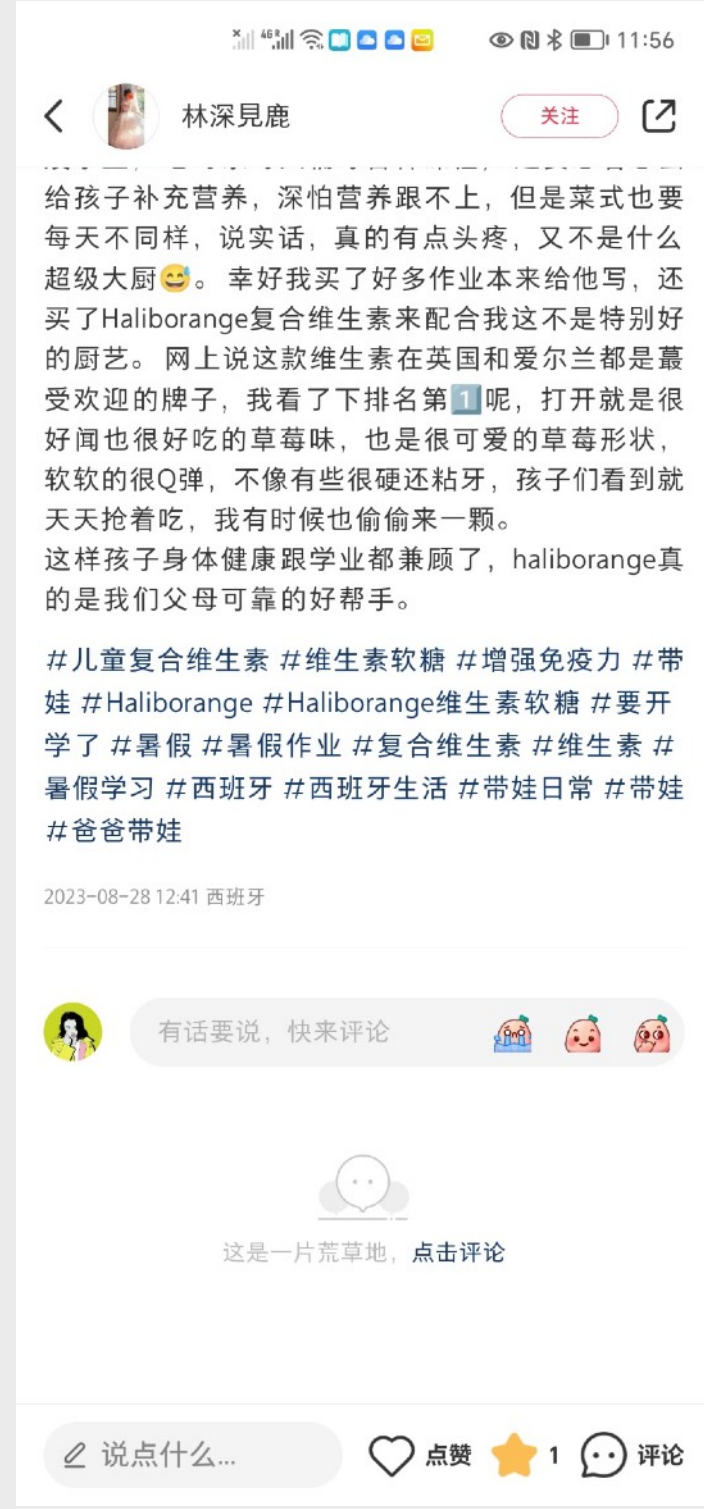 46R
11:56
林深見鹿
关注
给孩子补充营养，深怕营养跟不上，但是菜式也要
每天不同样，说实话，真的有点头疼，又不是什么
超级大厨😅。 幸好我买了好多作业本来给他写，还
买了Haliborange复合维生素来配合我这不是特别好
的厨艺。 网上说这款维生素在英国和爱尔兰都是蕞
受欢迎的牌子，我看了下排名第1️⃣呢，打开就是很
好闻也很好吃的草莓味，也是很可爱的草莓形状，
软软的很Q弹，不像有些很硬还粘牙，孩子们看到就
天天抢着吃，我有时候也偷偷来一颗。
这样孩子身体健康跟学业都兼顾了，haliborange真
的是我们父母可靠的好帮手。
#儿童复合维生素 #维生素软糖 #增强免疫力 #带
娃 #Haliborange #Haliborange维生素软糖 #要开
学了 #暑假 #暑假作业 #复合维生素 #维生素 #
暑假学习 #西班牙 #西班牙生活 #带娃日常 #带娃
#爸爸带娃
2023-08-28 12:41 西班牙
有话要说，快来评论
这是一片荒草地，点击评论
说点什么... 点赞 1 评论